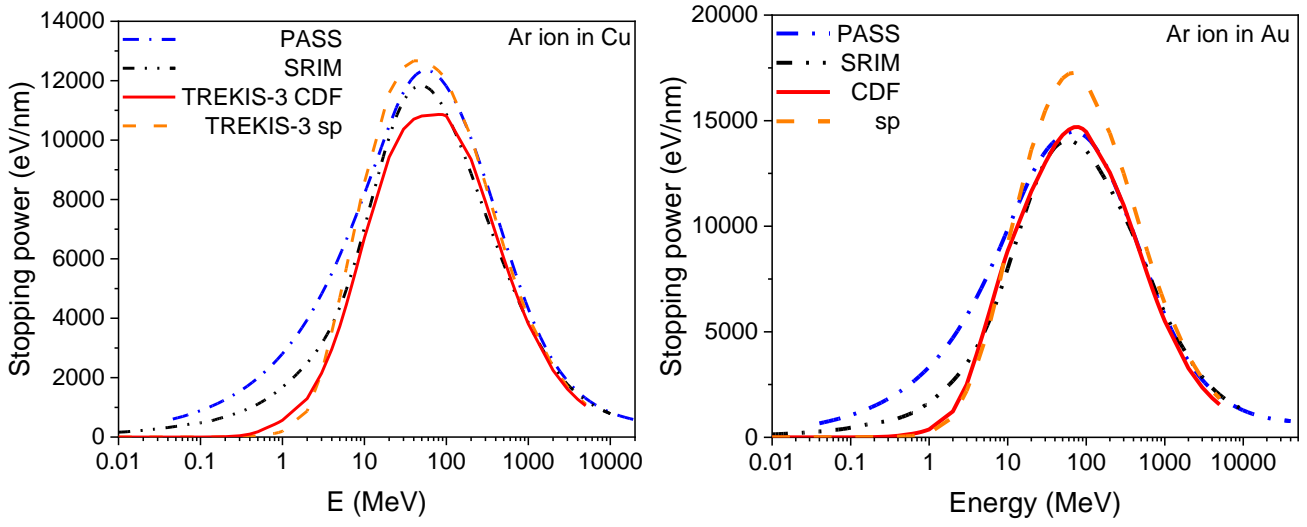 14000
12000
10000
8000
6000
4000
2000
0
Stopping power (eV/nm)
PASS
SRIM
TREKIS-3 CDF
TREKIS-3 sp
Ar ion in Cu
0.01 0.1 1 10 100 1000 10000
E (MeV)
20000
15000
10000
5000
0
Stopping power (eV/nm)
PASS
SRIM
CDF
sp
Ar ion in Au
0.01 0.1 1 10 100 1000 10000
Energy (MeV)